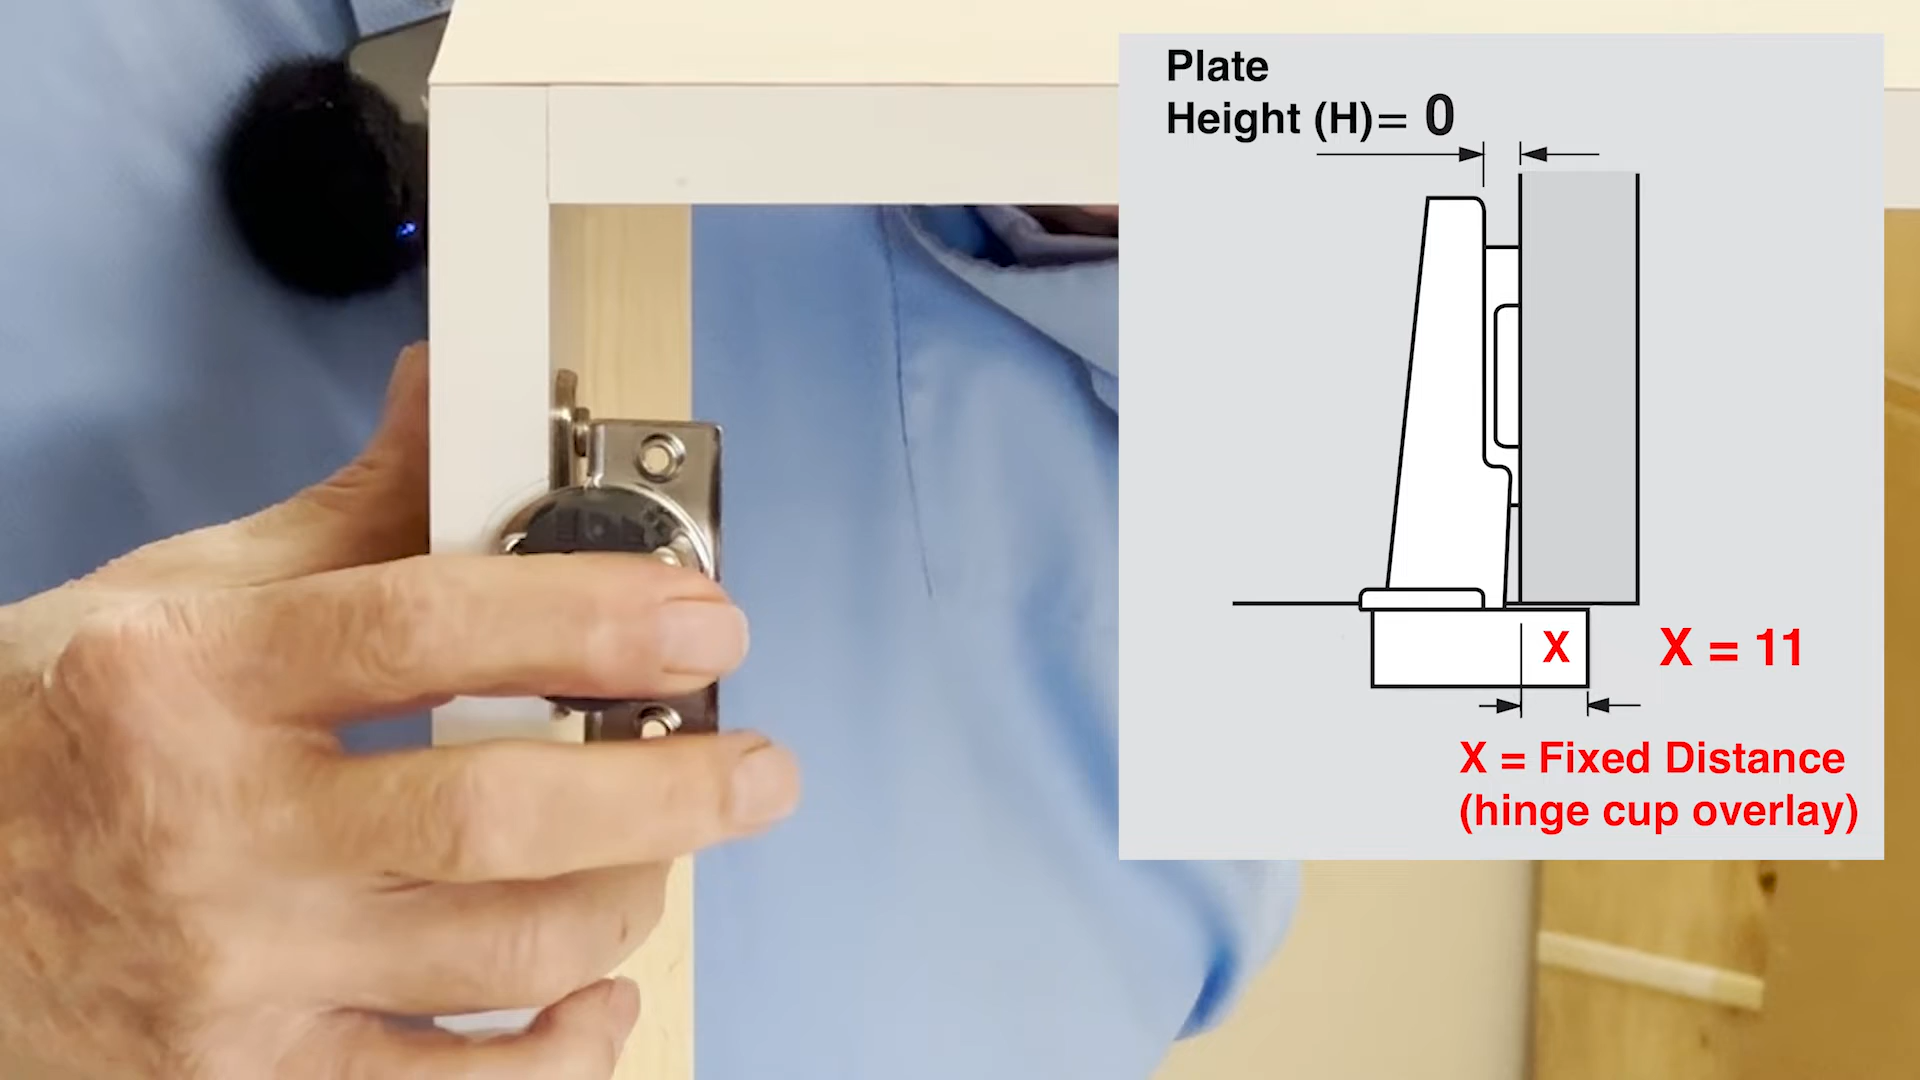 Plate
Height (H)= 0
X
X = 11
X = Fixed Distance
(hinge cup overlay)